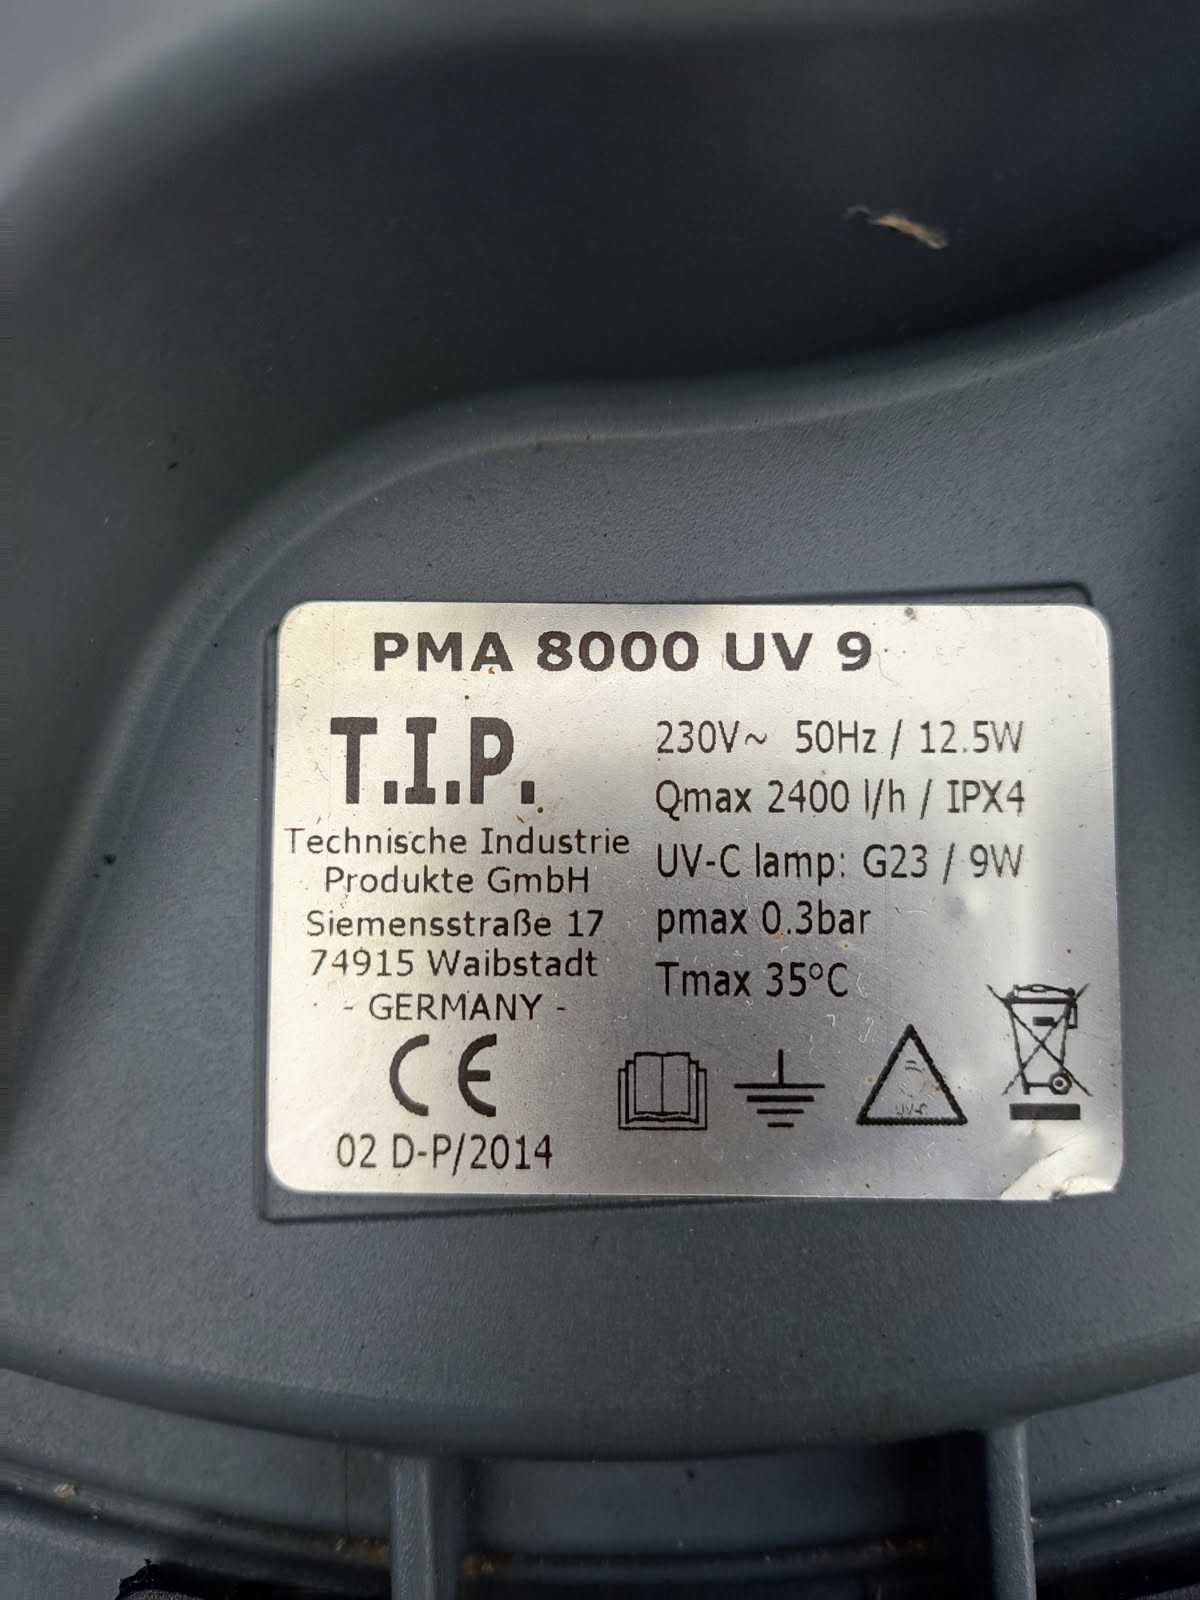 PMA 8000 UV 9
T.I.P.
Technische Industrie
Produkte GmbH
Siemensstraße 17
74915 Waibstadt
- GERMANY -
CE
02 D-P/2014
230V~ 50Hz / 12.5W
Qmax 2400 l/h / IPX4
UV-C lamp: G23 / 9W
pmax 0.3bar
Tmax 35°C
UV-C